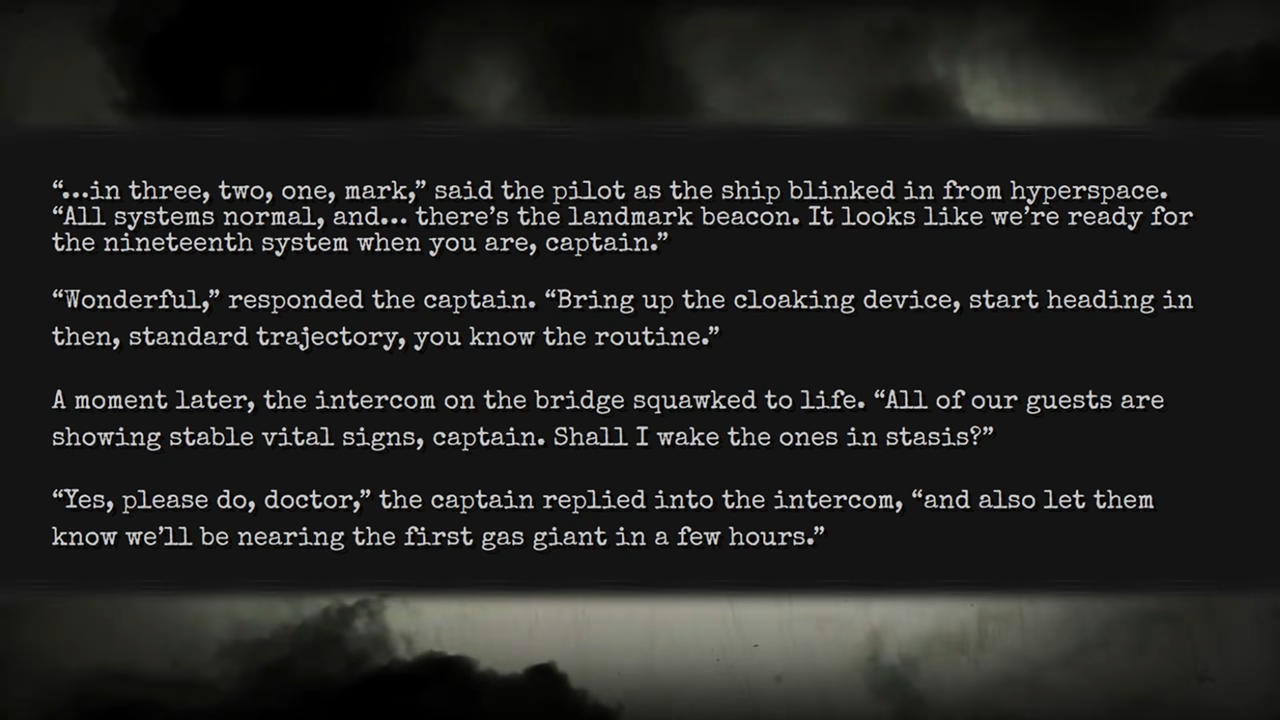 “...in three, two, one, mark,” said the pilot as the ship blinked in from hyperspace.
“All systems normal, and... there’s the landmark beacon. It looks like we’re ready for
the nineteenth system when you are, captain.”
“Wonderful,” responded the captain. “Bring up the cloaking device, start heading in
then, standard trajectory, you know the routine.”
A moment later, the intercom on the bridge squawked to life. “All of our guests are
showing stable vital signs, captain. Shall I wake the ones in stasis?”
“Yes, please do, doctor,” the captain replied into the intercom, “and also let them
know we’ll be nearing the first gas giant in a few hours.”